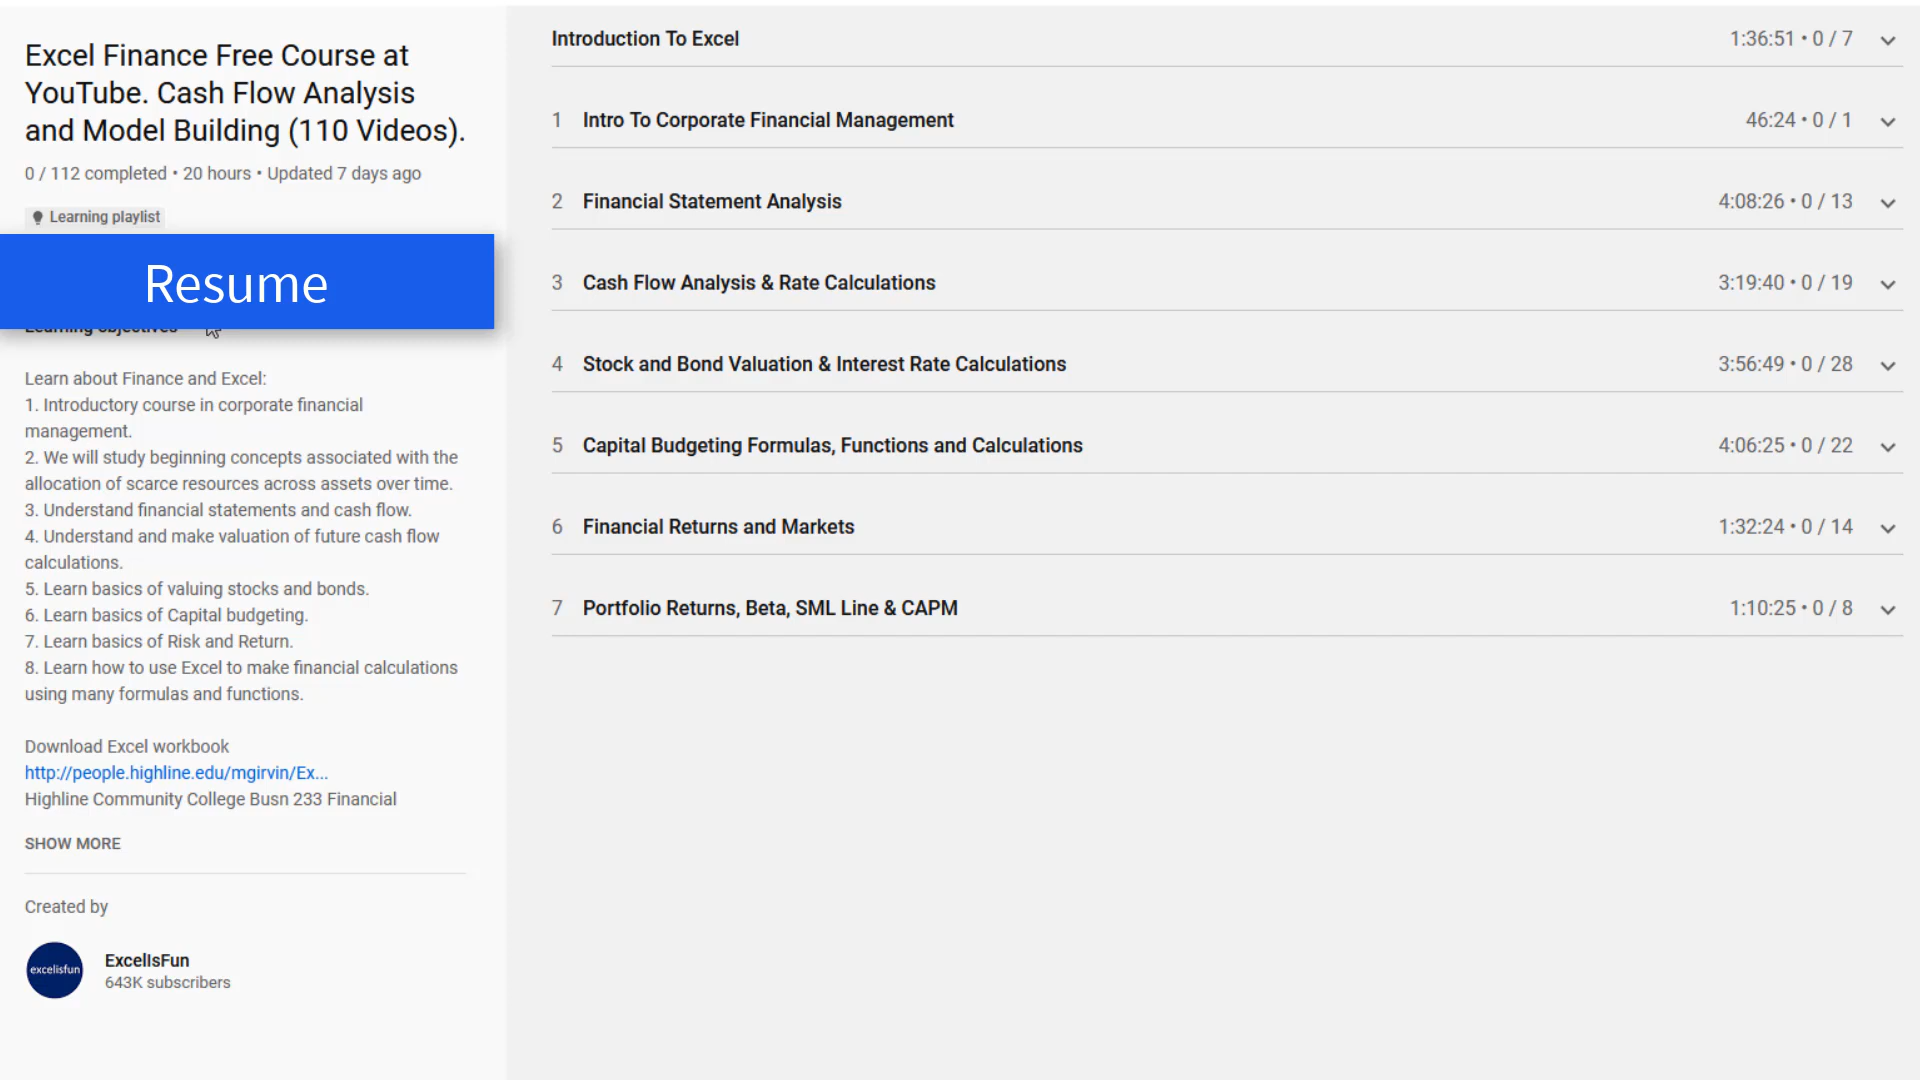 Excel Finance Free Course at
YouTube. Cash Flow Analysis
and Model Building (110 Videos).
0 / 112 completed • 20 hours • Updated 7 days ago
Learning playlist
Resume
Learning objectives
Learn about Finance and Excel:
1. Introductory course in corporate financial
management.
2. We will study beginning concepts associated with the
allocation of scarce resources across assets over time.
3. Understand financial statements and cash flow.
4. Understand and make valuation of future cash flow
calculations.
5. Learn basics of valuing stocks and bonds.
6. Learn basics of Capital budgeting.
7. Learn basics of Risk and Return.
8. Learn how to use Excel to make financial calculations
using many formulas and functions.
Download Excel workbook
http://people.highline.edu/mgirvin/Ex...
Highline Community College Busn 233 Financial
SHOW MORE
Created by
excelisfun
ExcelIsFun
643K subscribers
Introduction To Excel 1:36:51 • 0 / 7
1 Intro To Corporate Financial Management 46:24 • 0 / 1
2 Financial Statement Analysis 4:08:26 • 0 / 13
3 Cash Flow Analysis & Rate Calculations 3:19:40 • 0 / 19
4 Stock and Bond Valuation & Interest Rate Calculations 3:56:49 • 0 / 28
5 Capital Budgeting Formulas, Functions and Calculations 4:06:25 • 0 / 22
6 Financial Returns and Markets 1:32:24 • 0 / 14
7 Portfolio Returns, Beta, SML Line & CAPM 1:10:25 • 0 / 8